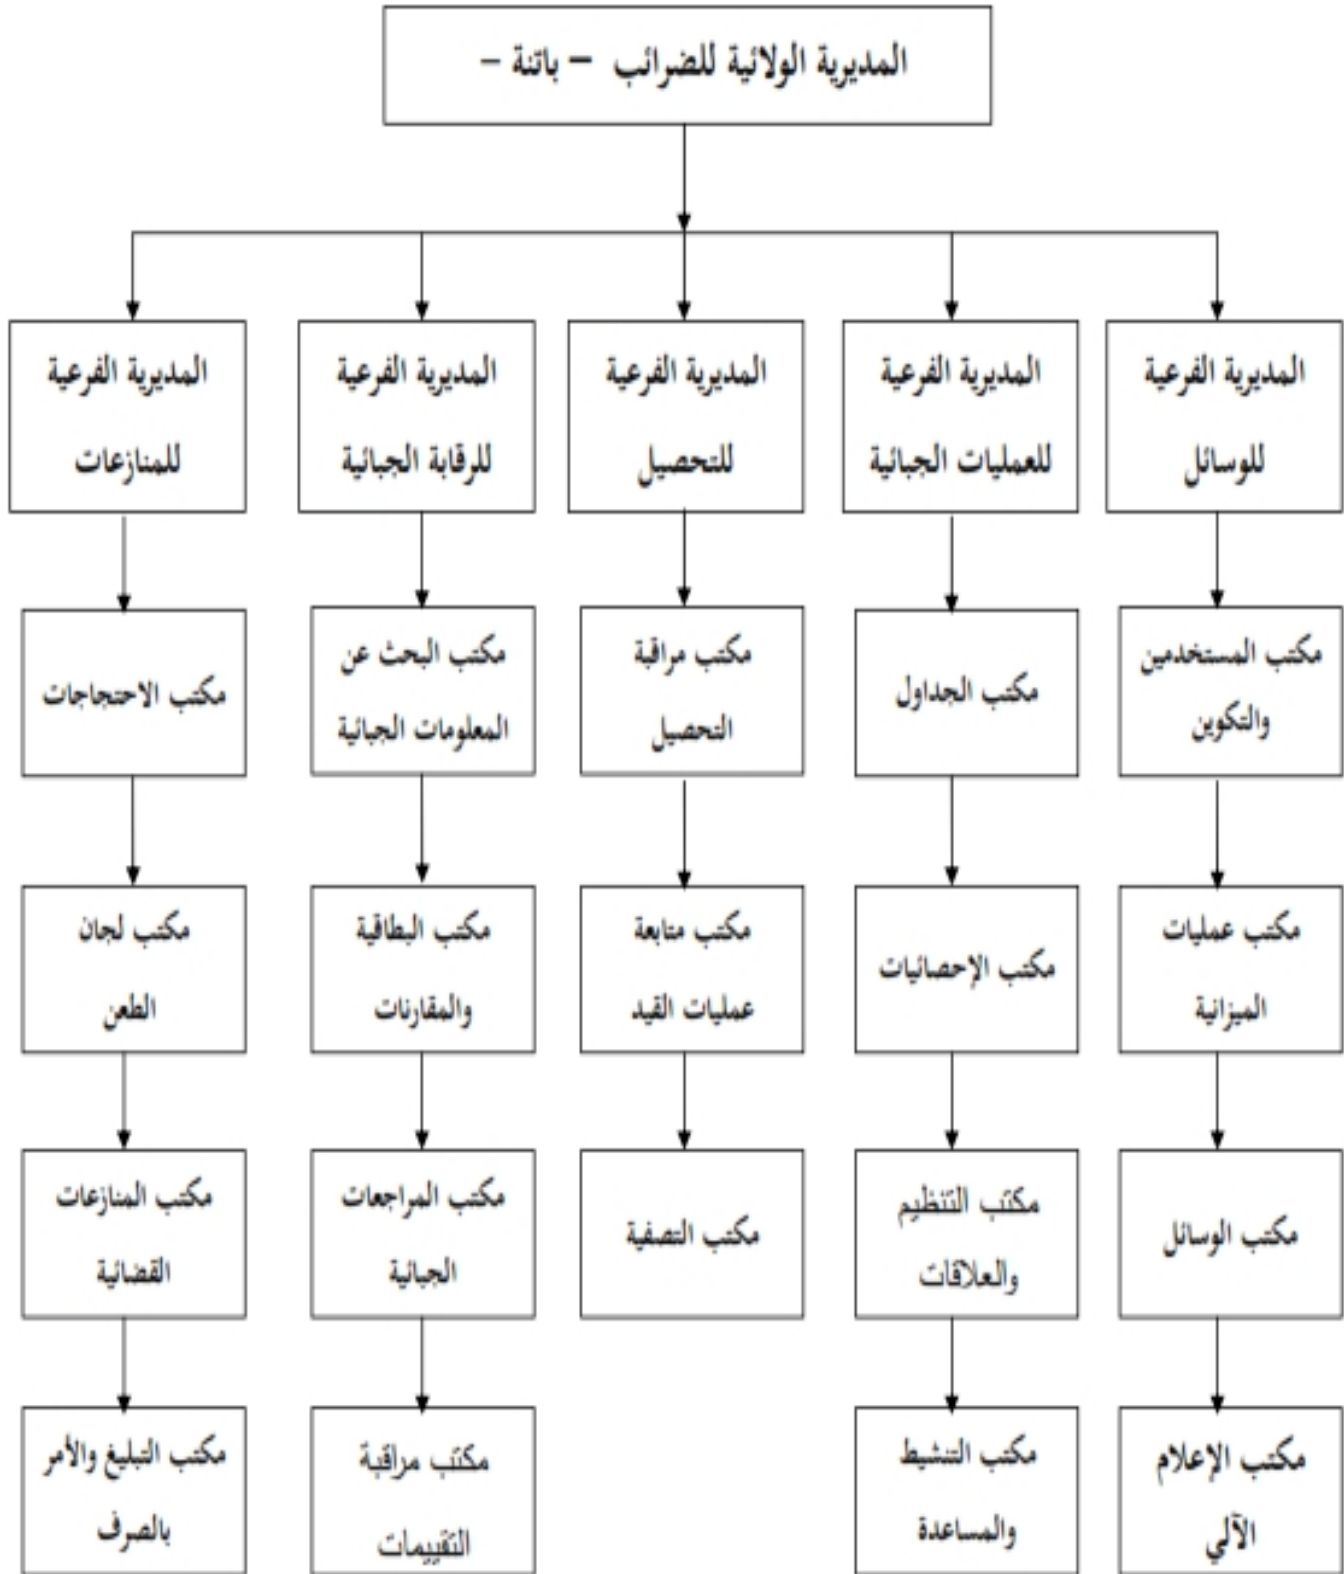 المديرية الولائية للضرائب – باتنة –
المديرية الفرعية
للوسائل
المديرية الفرعية
للعمليات الجبائية
المديرية الفرعية
للتحصيل
المديرية الفرعية
للرقابة الجبائية
المديرية الفرعية
للمنازعات
مكتب المستخدمين
والتكوين
مكتب الجداول
مكتب مراقبة
التحصيل
مكتب البحث عن
المعلومات الجبائية
مكتب الاحتجاجات
مكتب عمليات
الميزانية
مكتب الإحصائيات
مكتب متابعة
عمليات القيد
مكتب البطاقية
والمقارنات
مكتب لجان
الطعن
مكتب الوسائل
مكتب التنظيم
والعلاقات
مكتب التصفية
مكتب المراجعات
الجبائية
مكتب المنازعات
القضائية
مكتب الإعلام
الآلي
مكتب التنشيط
والمساعدة
مكتب مراقبة
التقييمات
مكتب التبليغ والأمر
بالصرف